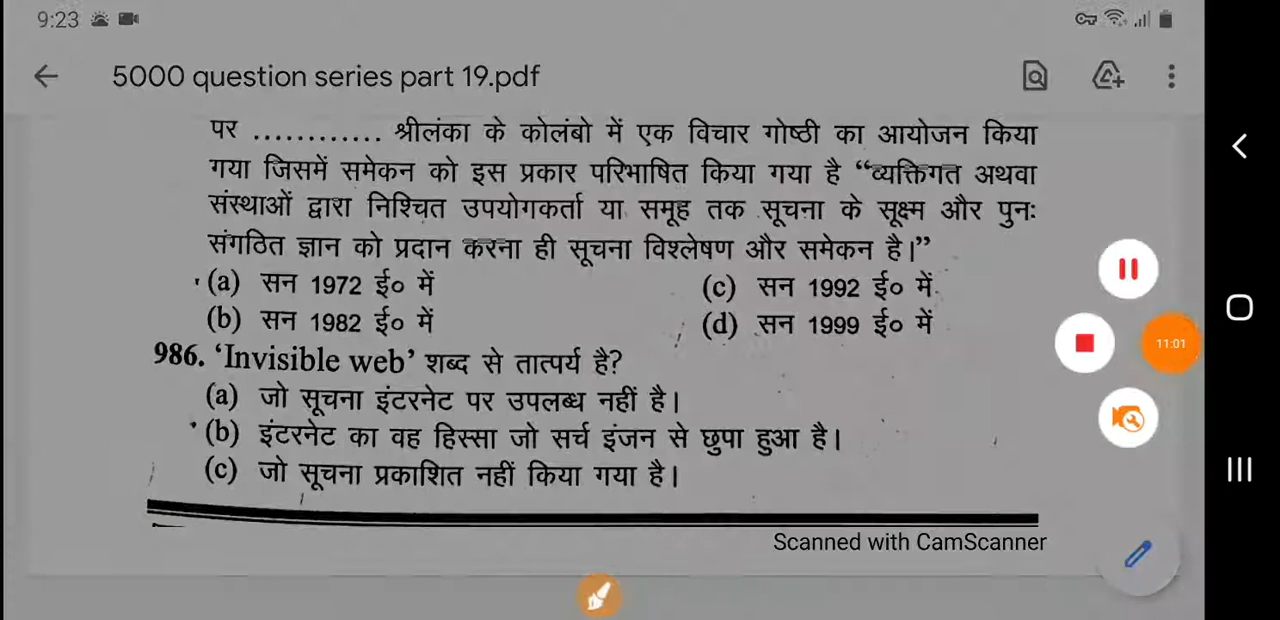 9:23
5000 question series part 19.pdf
पर ............ श्रीलंका के कोलंबो में एक विचार गोष्ठी का आयोजन किया
गया जिसमें समेकन को इस प्रकार परिभाषित किया गया है “व्यक्तिगत अथवा
संस्थाओं द्वारा निश्चित उपयोगकर्ता या समूह तक सूचना के सूक्ष्म और पुनः
संगठित ज्ञान को प्रदान करना ही सूचना विश्लेषण और समेकन है।”
(a) सन 1972 ई० में
(c) सन 1992 ई० में
(b) सन 1982 ई० में
(d) सन 1999 ई० में
986. ‘Invisible web’ शब्द से तात्पर्य है?
(a) जो सूचना इंटरनेट पर उपलब्ध नहीं है।
(b) इंटरनेट का वह हिस्सा जो सर्च इंजन से छुपा हुआ है।
(c) जो सूचना प्रकाशित नहीं किया गया है।
Scanned with CamScanner
11:01